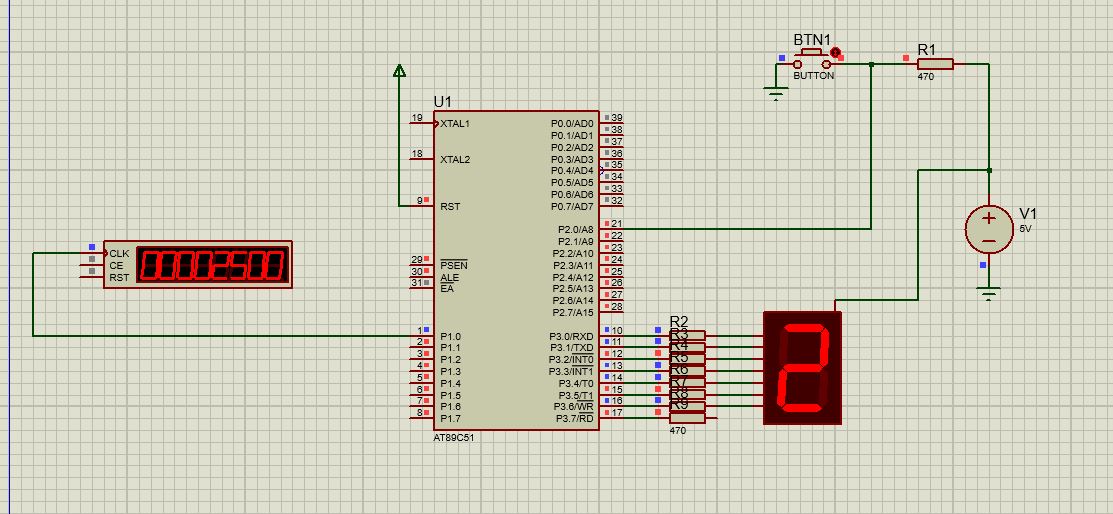 BTN1
BUTTON
R1
470
U1
19 XTAL1
18 XTAL2
9 RST
29 PSEN
30 ALE
31 EA
1 P1.0
2 P1.1
3 P1.2
4 P1.3
5 P1.4
6 P1.5
7 P1.6
8 P1.7
P0.0/AD0 39
P0.1/AD1 38
P0.2/AD2 37
P0.3/AD3 36
P0.4/AD4 35
P0.5/AD5 34
P0.6/AD6 33
P0.7/AD7 32
P2.0/A8 21
P2.1/A9 22
P2.2/A10 23
P2.3/A11 24
P2.4/A12 25
P2.5/A13 26
P2.6/A14 27
P2.7/A15 28
P3.0/RXD 10
P3.1/TXD 11
P3.2/INT0 12
P3.3/INT1 13
P3.4/T0 14
P3.5/T1 15
P3.6/WR 16
P3.7/RD 17
AT89C51
CLK
CE
RST
V1
5V
R2
R3
R4
R5
R6
R7
R8
R9
470
2